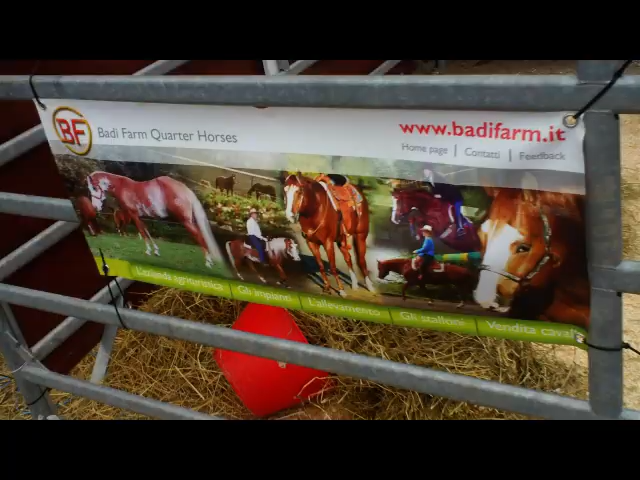 BF Badi Farm Quarter Horses
www.badifarm.it
Home page | Contatti | Feedback
L'azienda agrituristica | Gli impianti | L'allevamento | Gli stalloni | Vendita cavalli